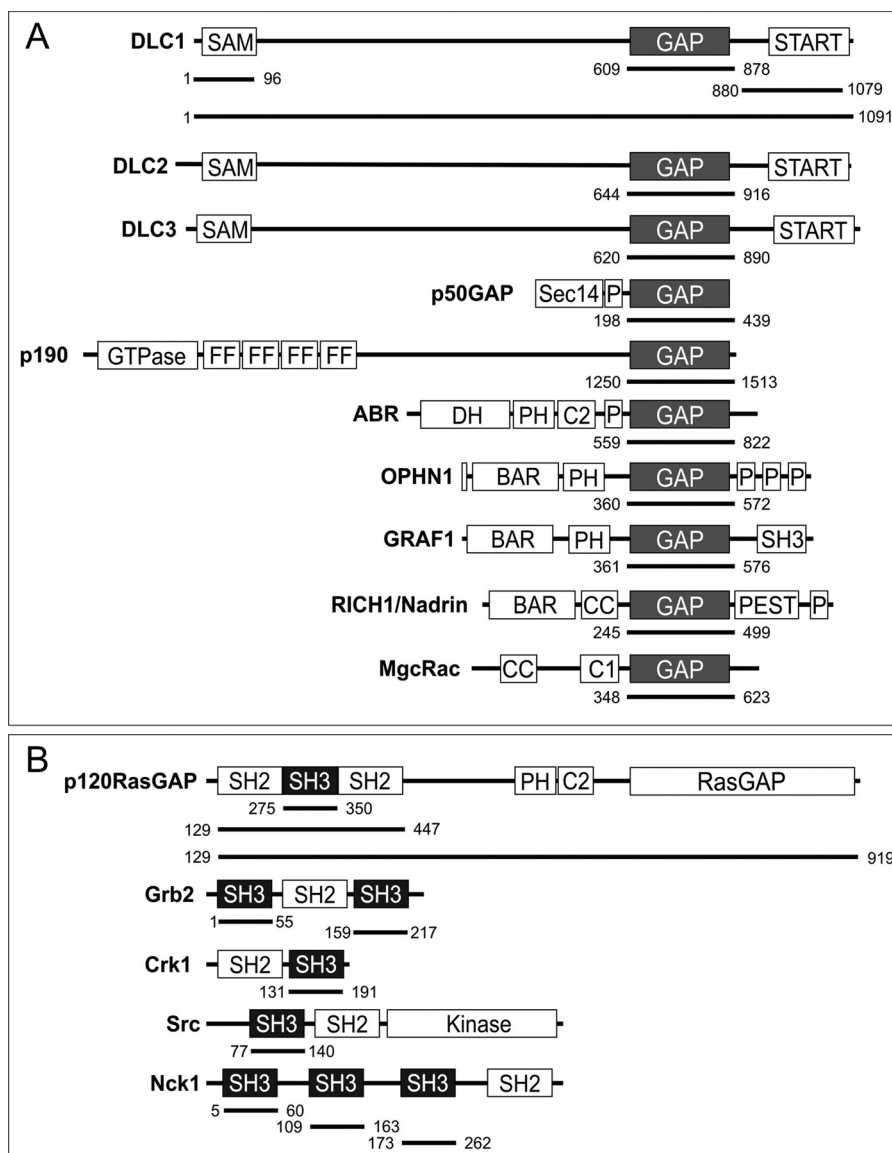 A
DLC1 SAM GAP START
1 96 609 878
880 1079
1 1091
DLC2 SAM GAP START
644 916
DLC3 SAM GAP START
620 890
p50GAP Sec14 P GAP
198 439
p190 GTPase FF FF FF FF GAP
1250 1513
ABR DH PH C2 P GAP
559 822
OPHN1 BAR PH GAP P P P
360 572
GRAF1 BAR PH GAP SH3
361 576
RICH1/Nadrin BAR CC GAP PEST P
245 499
MgcRac CC C1 GAP
348 623
B
p120RasGAP SH2 SH3 SH2 PH C2 RasGAP
275 350
129 447
129 919
Grb2 SH3 SH2 SH3
1 55 159 217
Crk1 SH2 SH3
131 191
Src SH3 SH2 Kinase
77 140
Nck1 SH3 SH3 SH3 SH2
5 60
109 163
173 262